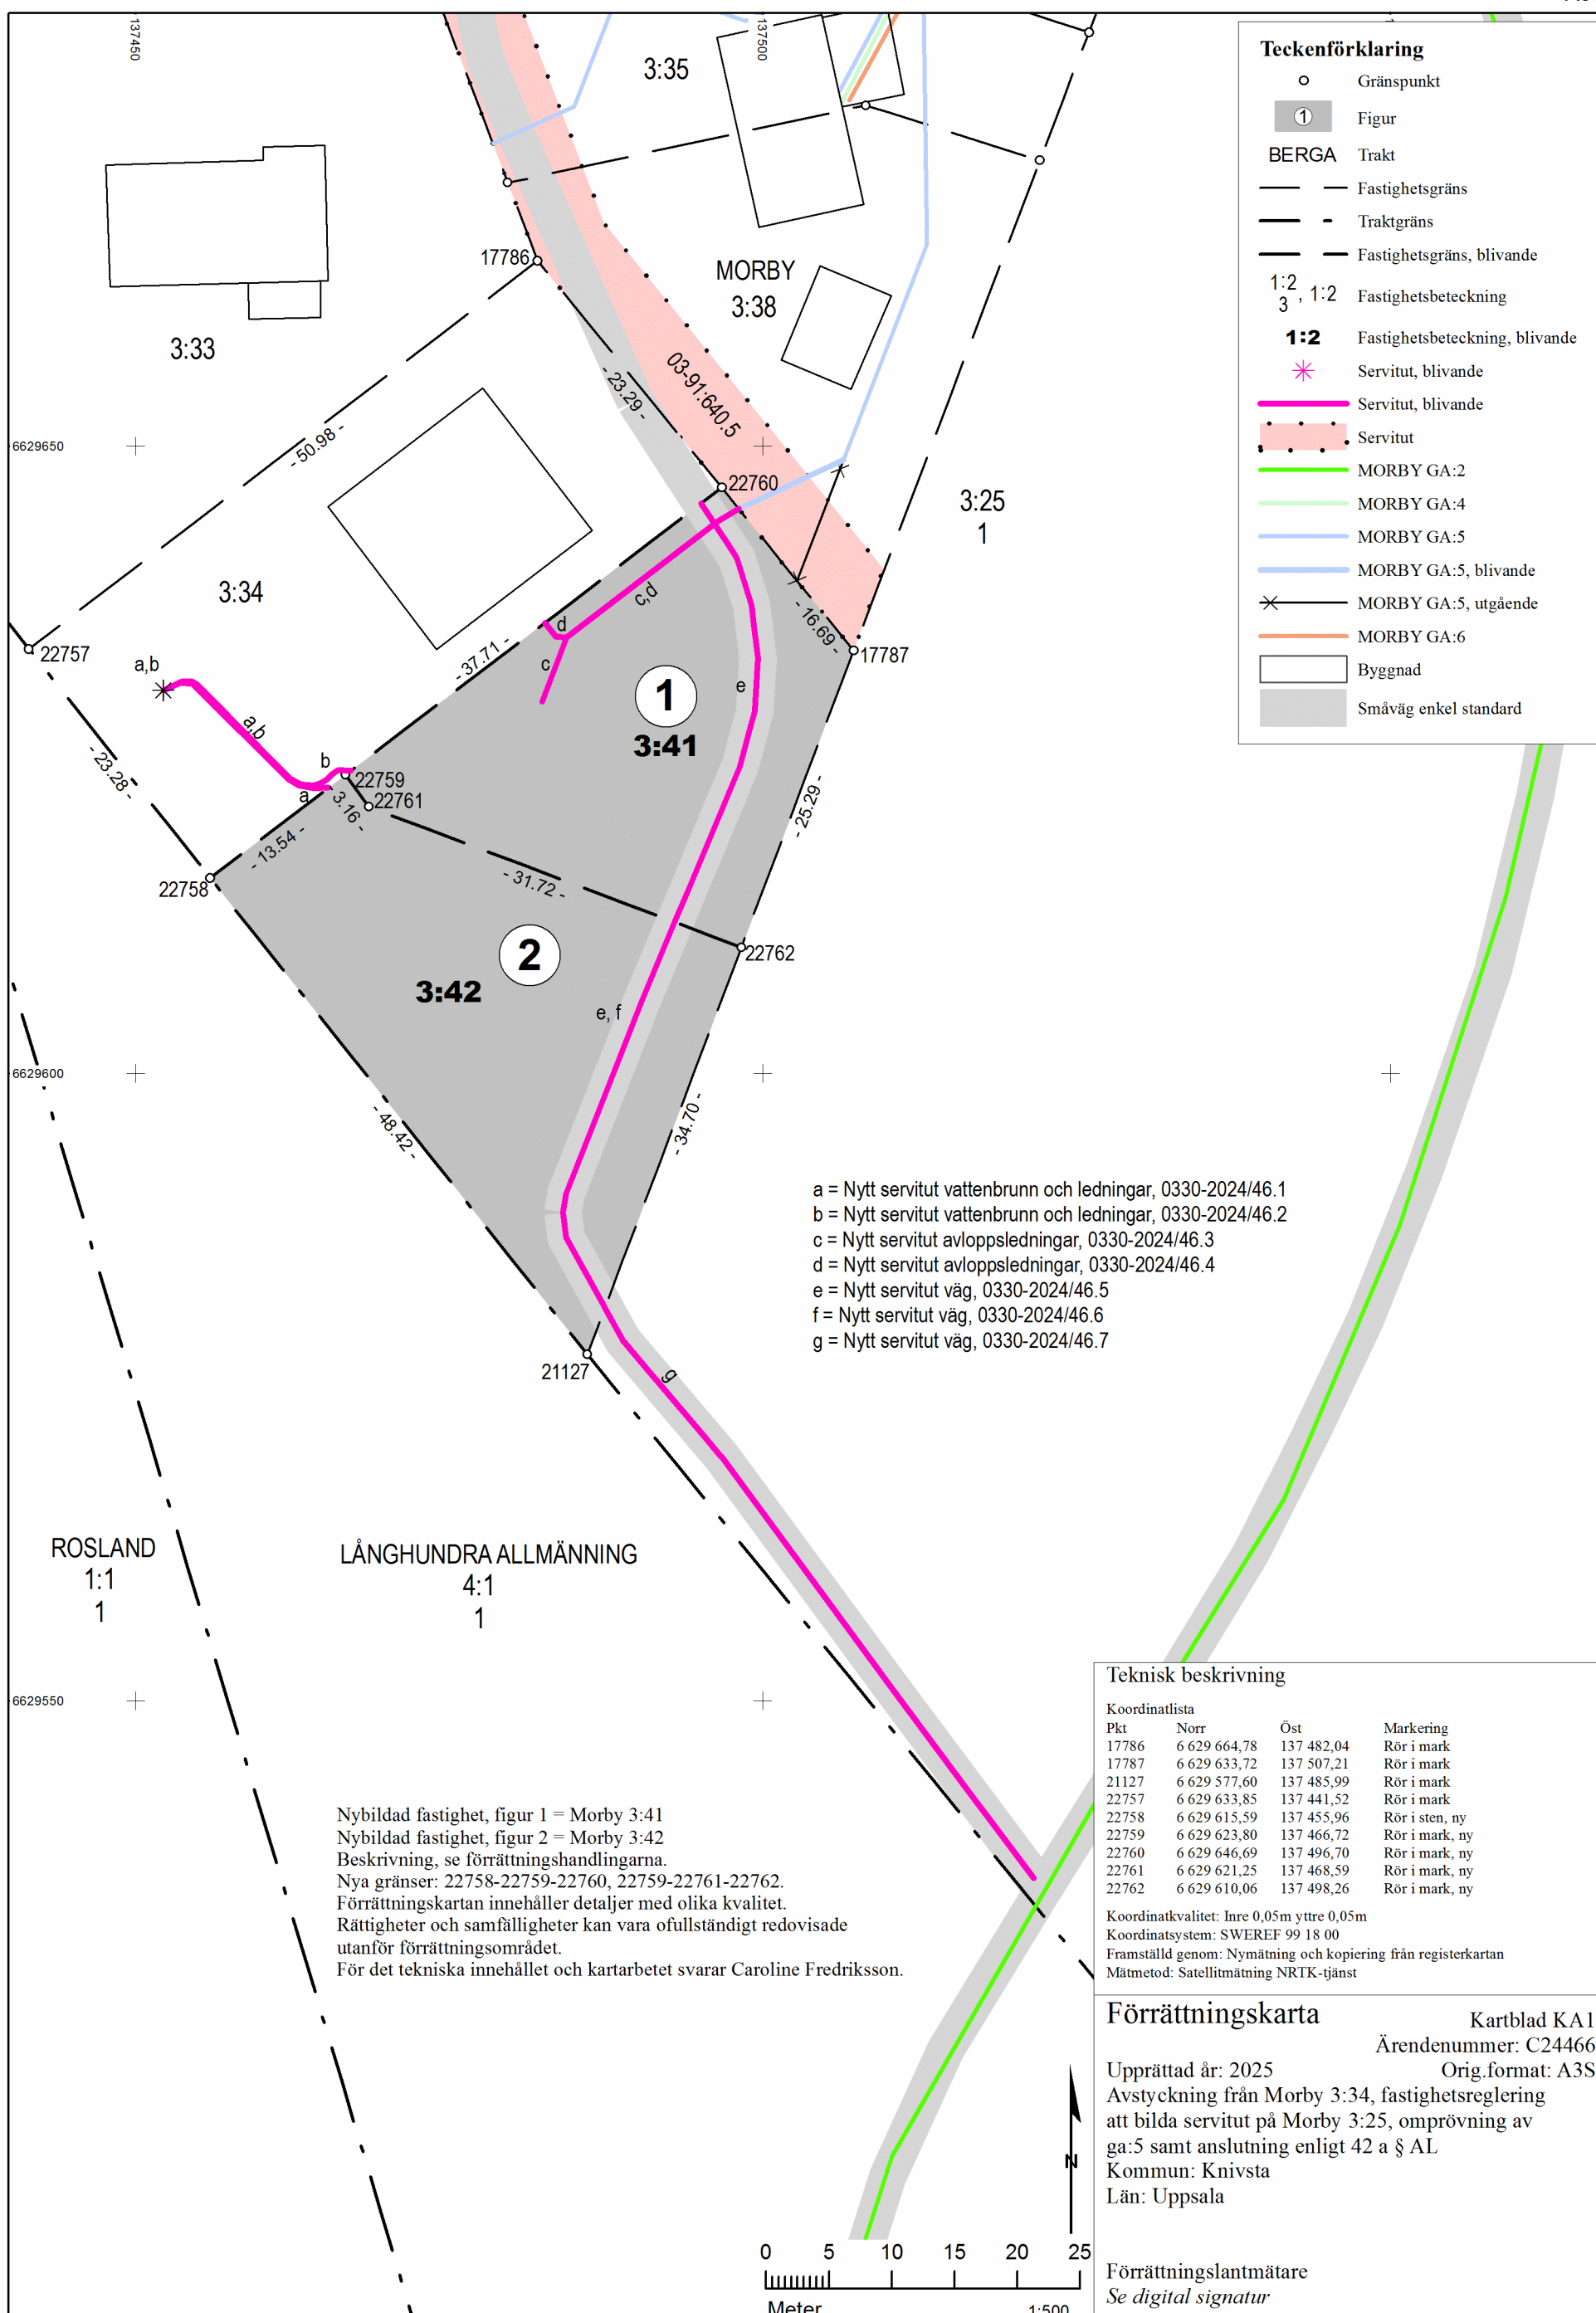 137450
137500
3:35
17786
MORBY
3:38
3:33
03-91:640.5
- 23.29 -
- 50.98 -
6629650
22760
3:25
1
3:34
c,d
d
c
- 16.69 -
17787
22757
a,b
- 37.71 -
1
e
3:41
a,b
- 23.28 -
b
22759
a
22761
- 3.16 -
- 25.29 -
- 13.54 -
22758
- 31.72 -
2
22762
3:42
e, f
6629600
- 48.42 -
- 34.70 -
a = Nytt servitut vattenbrunn och ledningar, 0330-2024/46.1
b = Nytt servitut vattenbrunn och ledningar, 0330-2024/46.2
c = Nytt servitut avloppsledningar, 0330-2024/46.3
d = Nytt servitut avloppsledningar, 0330-2024/46.4
e = Nytt servitut väg, 0330-2024/46.5
f = Nytt servitut väg, 0330-2024/46.6
g = Nytt servitut väg, 0330-2024/46.7
21127
g
ROSLAND
1:1
1
LÅNGHUNDRA ALLMÄNNING
4:1
1
6629550
Nybildad fastighet, figur 1 = Morby 3:41
Nybildad fastighet, figur 2 = Morby 3:42
Beskrivning, se förrättningshandlingarna.
Nya gränser: 22758-22759-22760, 22759-22761-22762.
Förrättningskartan innehåller detaljer med olika kvalitet.
Rättigheter och samfälligheter kan vara ofullständigt redovisade
utanför förrättningsområdet.
För det tekniska innehållet och kartarbetet svarar Caroline Fredriksson.
Teckenförklaring
Gränspunkt
1 Figur
BERGA Trakt
Fastighetsgräns
Traktgräns
Fastighetsgräns, blivande
1:2
3 , 1:2 Fastighetsbeteckning
1:2 Fastighetsbeteckning, blivande
Servitut, blivande
Servitut, blivande
Servitut
MORBY GA:2
MORBY GA:4
MORBY GA:5
MORBY GA:5, blivande
MORBY GA:5, utgående
MORBY GA:6
Byggnad
Småväg enkel standard
Teknisk beskrivning
Koordinatlista
Pkt Norr Öst Markering
17786 6 629 664,78 137 482,04 Rör i mark
17787 6 629 633,72 137 507,21 Rör i mark
21127 6 629 577,60 137 485,99 Rör i mark
22757 6 629 633,85 137 441,52 Rör i mark
22758 6 629 615,59 137 455,96 Rör i sten, ny
22759 6 629 623,80 137 466,72 Rör i mark, ny
22760 6 629 646,69 137 496,70 Rör i mark, ny
22761 6 629 621,25 137 468,59 Rör i mark, ny
22762 6 629 610,06 137 498,26 Rör i mark, ny
Koordinatkvalitet: Inre 0,05m yttre 0,05m
Koordinatsystem: SWEREF 99 18 00
Framställd genom: Nymätning och kopiering från registerkartan
Mätmetod: Satellitmätning NRTK-tjänst
Förrättningskarta
Kartblad KA1
Ärendenummer: C24466
Upprättad år: 2025 Orig.format: A3S
Avstyckning från Morby 3:34, fastighetsreglering
att bilda servitut på Morby 3:25, omprövning av
ga:5 samt anslutning enligt 42 a § AL
Kommun: Knivsta
Län: Uppsala
Förrättningslantmätare
Se digital signatur
N
0 5 10 15 20 25
Meter 1:500